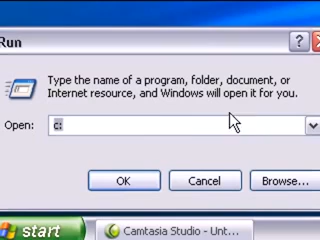 Run
Type the name of a program, folder, document, or
Internet resource, and Windows will open it for you.
Open:
c:
OK
Cancel
Browse...
start
Camtasia Studio - Unt...